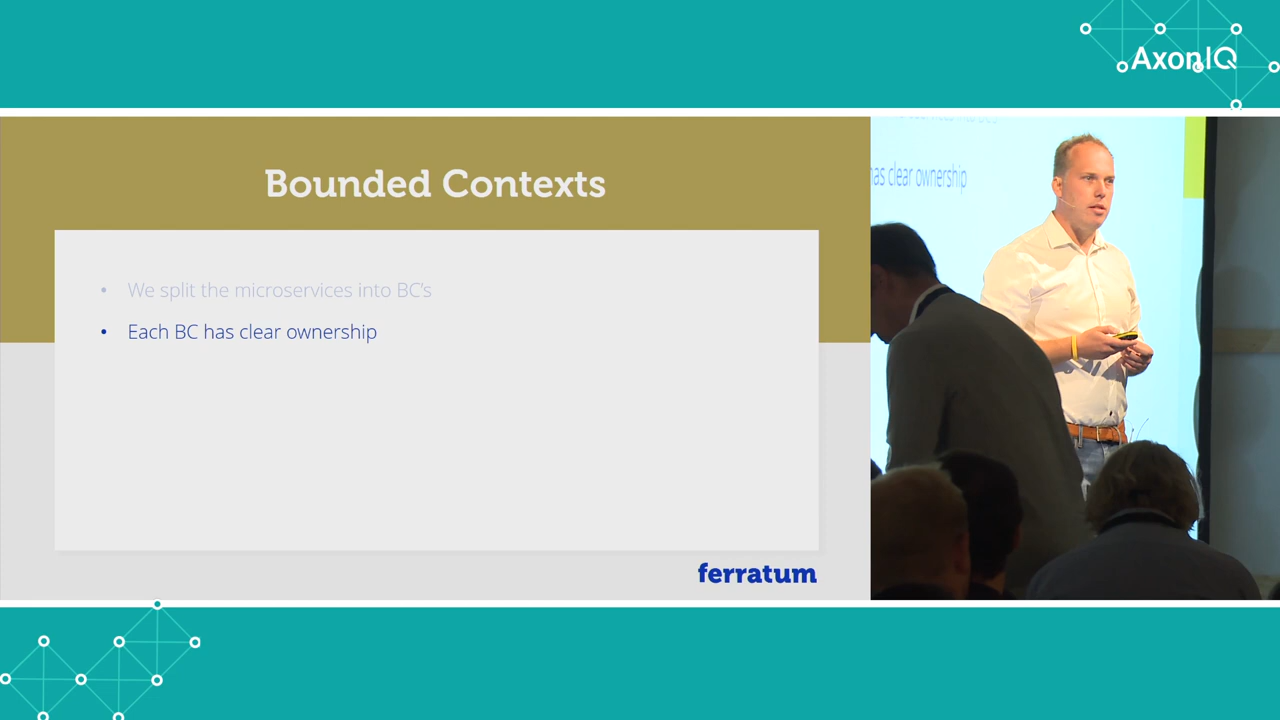 AxonIQ
Bounded Contexts
• We split the microservices into BC's
• Each BC has clear ownership
has clear ownership
ferratum